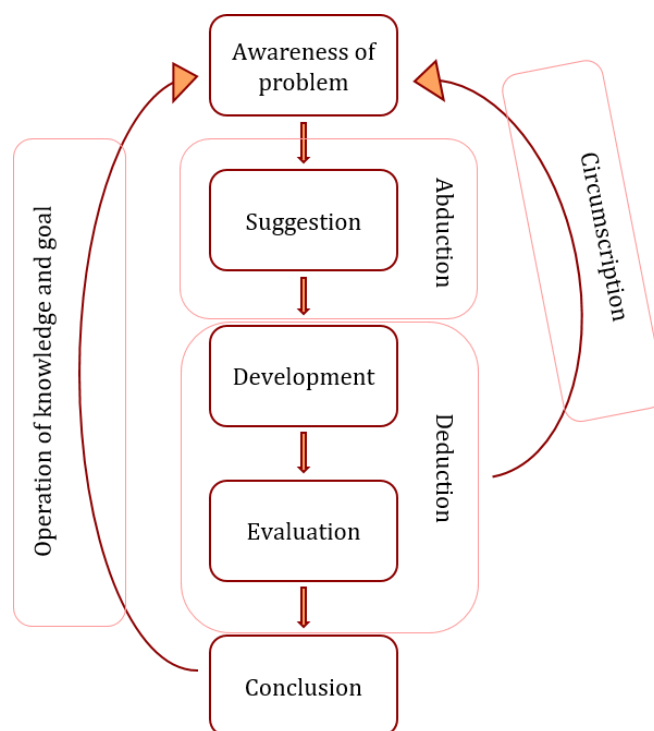 Awareness of
problem
Suggestion
Abduction
Development
Deduction
Evaluation
Conclusion
Operation of knowledge and goal
Circumscription